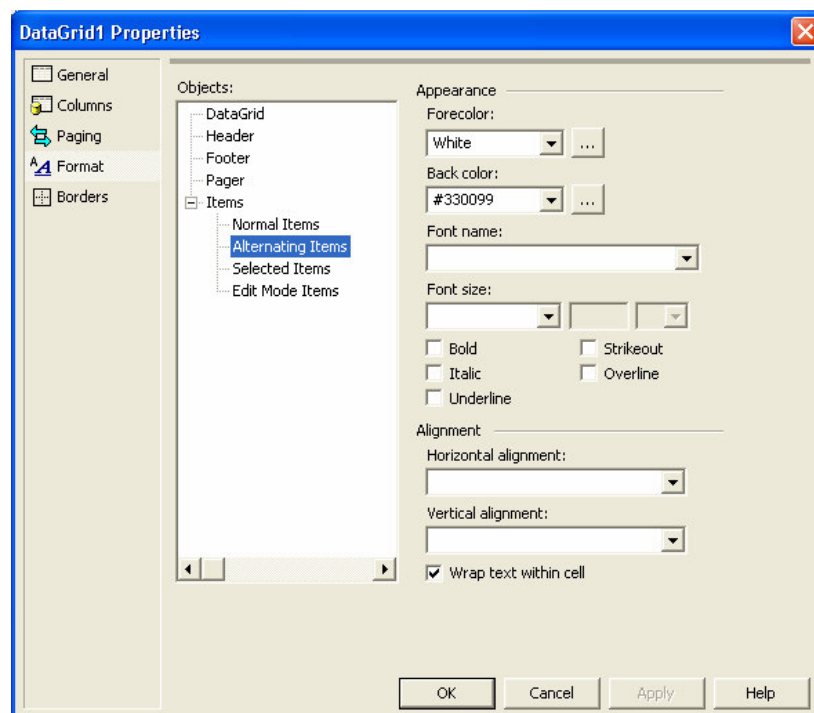 DataGrid1 Properties
General
Columns
Paging
Format
Borders
Objects:
DataGrid
Header
Footer
Pager
Items
Normal Items
Alternating Items
Selected Items
Edit Mode Items
Appearance
Forecolor:
White
...
Back color:
#330099
...
Font name:
Font size:
Bold
Strikeout
Italic
Overline
Underline
Alignment
Horizontal alignment:
Vertical alignment:
Wrap text within cell
OK
Cancel
Apply
Help